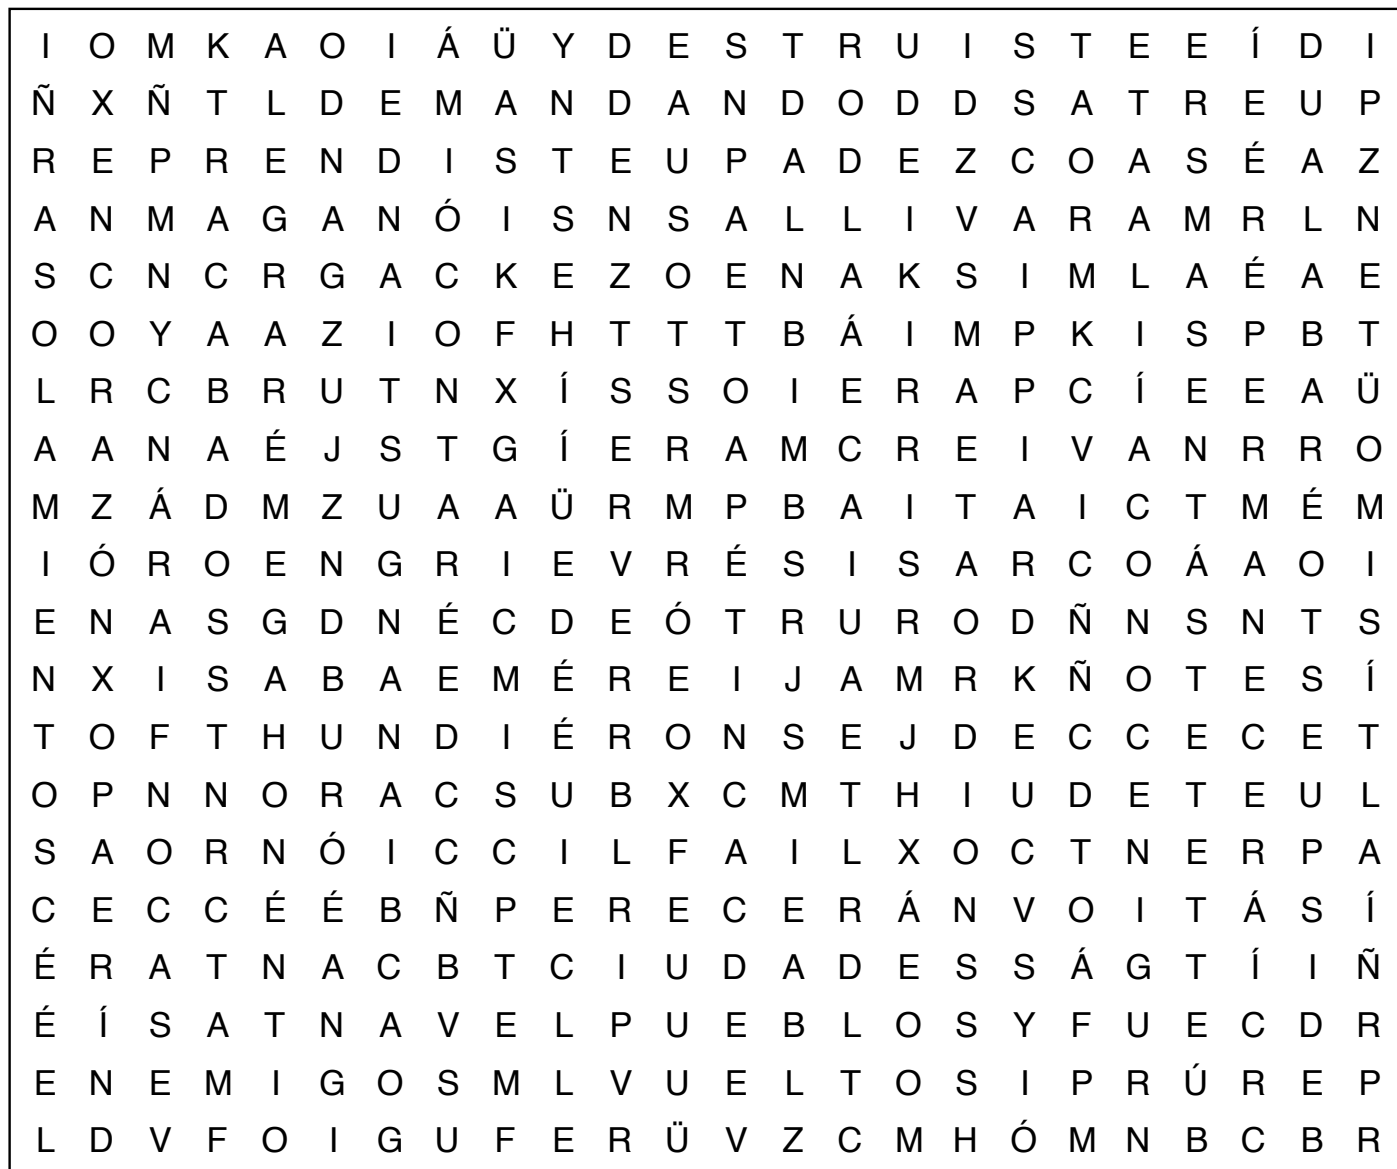 I O M K A O I Á Ü Y D E S T R U I S T E E Í D I
Ñ X Ñ T L D E M A N D A N D O D D S A T R E U P
R E P R E N D I S T E U P A D E Z C O A S É A Z
A N M A G A N Ó I S N S A L L I V A R A M R L N
S C N C R G A C K E Z O E N A K S I M L A É A E
O O Y A A Z I O F H T T T B Á I M P K I S P B T
L R C B R U T N X Í S S O I E R A P C Í E E A Ü
A A N A É J S T G Í E R A M C R E I V A N R R O
M Z Á D M Z U A A Ü R M P B A I T A I C T M É M
I Ó R O E N G R I E V R É S I S A R C O Á A O I
E N A S G D N É C D E Ó T R U R O D Ñ N S N T S
N X I S A B A E M É R E I J A M R K Ñ O T E S Í
T O F T H U N D I É R O N S E J D E C C E C E T
O P N N O R A C S U B X C M T H I U D E T E U L
S A O R N Ó I C C I L F A I L X O C T N E R P A
C E C C É É B Ñ P E R E C E R Á N V O I T Á S Í
É R A T N A C B T C I U D A D E S S Á G T Í I Ñ
É Í S A T N A V E L P U E B L O S Y F U E C D R
E N E M I G O S M L V U E L T O S I P R Ú R E P
L D V F O I G U F E R Ü V Z C M H Ó M N B C B R